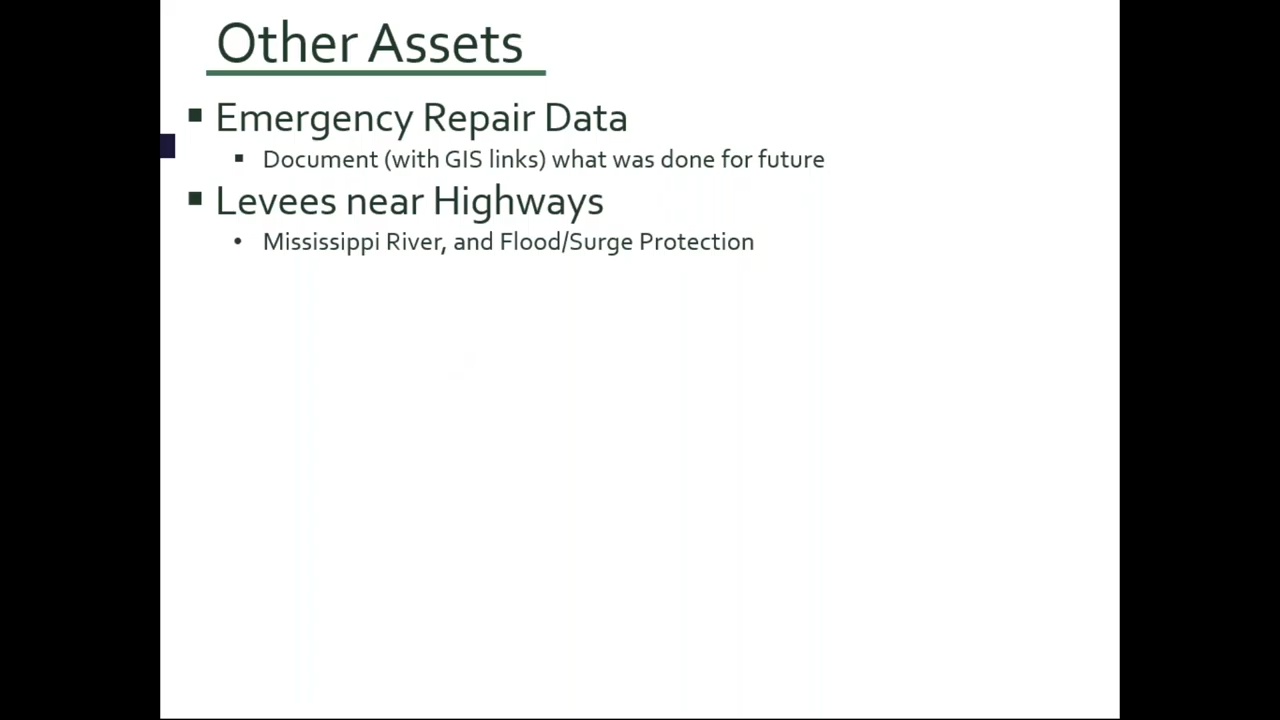 Other Assets
▪ Emergency Repair Data
▪ Document (with GIS links) what was done for future
▪ Levees near Highways
• Mississippi River, and Flood/Surge Protection